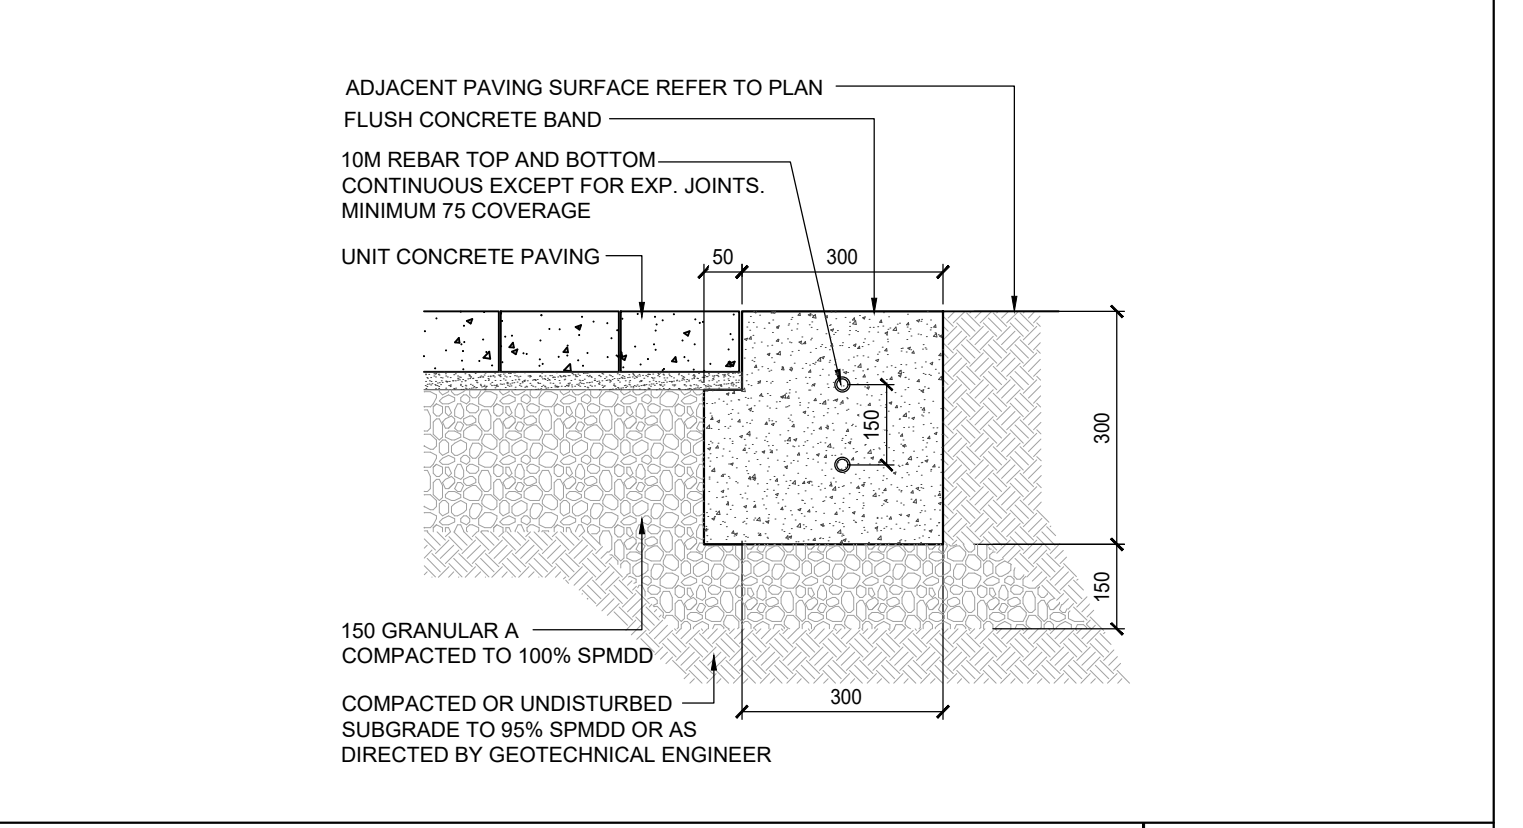 ADJACENT PAVING SURFACE REFER TO PLAN
FLUSH CONCRETE BAND
10M REBAR TOP AND BOTTOM
CONTINUOUS EXCEPT FOR EXP. JOINTS.
MINIMUM 75 COVERAGE
UNIT CONCRETE PAVING
50
300
150
300
150
150 GRANULAR A
COMPACTED TO 100% SPMDD
COMPACTED OR UNDISTURBED
SUBGRADE TO 95% SPMDD OR AS
DIRECTED BY GEOTECHNICAL ENGINEER
300